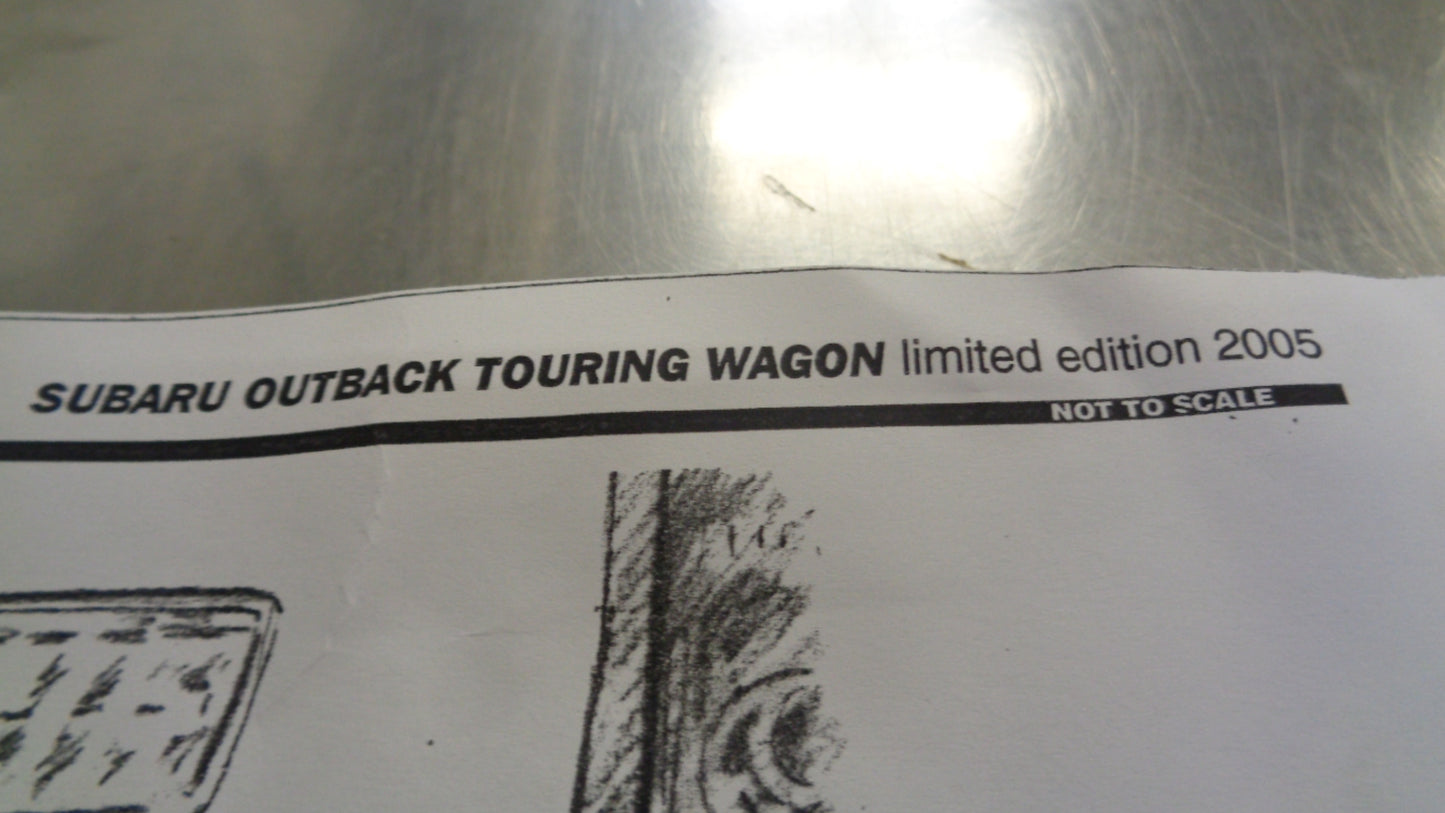 SUBARU OUTBACK TOURING WAGON limited edition 2005
NOT TO SCALE